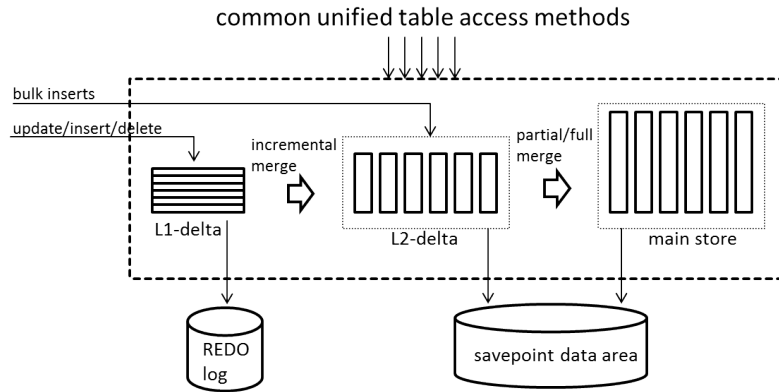 common unified table access methods
bulk inserts
update/insert/delete
incremental
merge
partial/full
merge
L1-delta
L2-delta
main store
REDO
log
savepoint data area